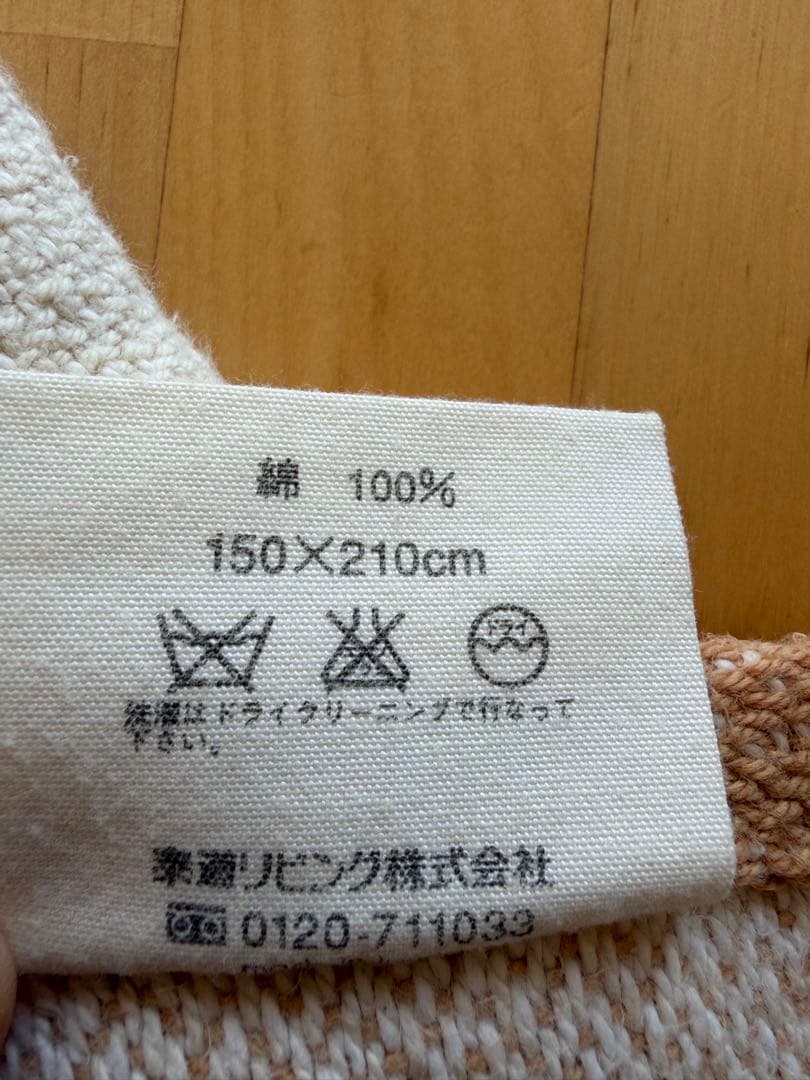 綿 100%
150×210cm
ドライ
洗濯はドライクリーニングで行なって
下さい。
楽適リビング株式会社
0120-711033